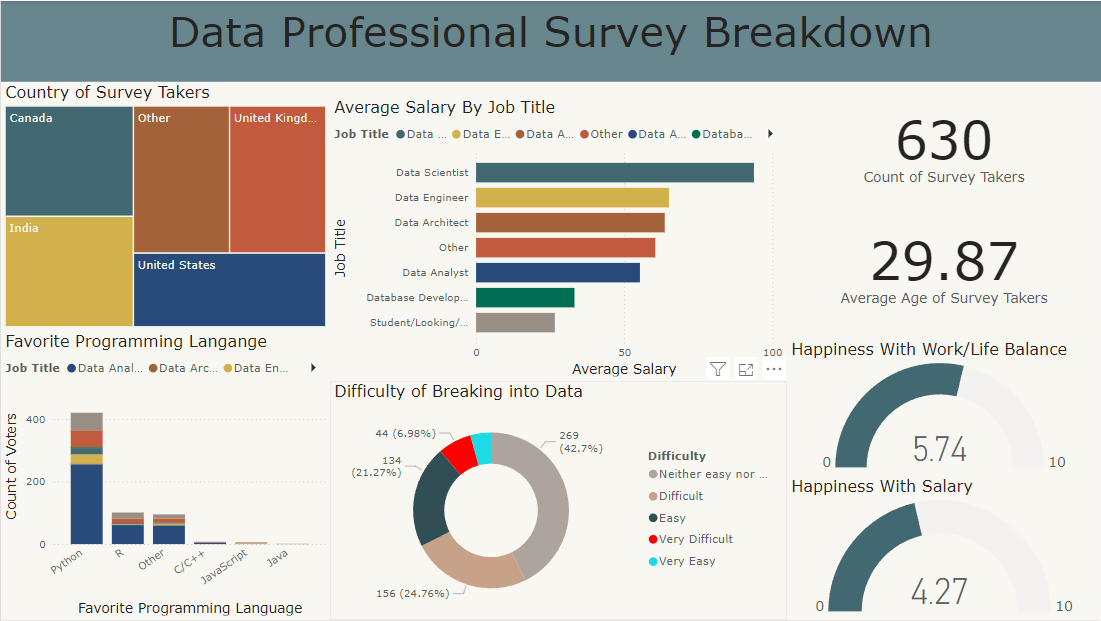 Data Professional Survey Breakdown
Country of Survey Takers
Canada
Other
United Kingd...
India
United States
Average Salary By Job Title
Job Title Data ... Data E... Data A... Other Data A... Databa...
Job Title
Data Scientist
Data Engineer
Data Architect
Other
Data Analyst
Database Develop...
Student/Looking/...
0 50 100
Average Salary
630
Count of Survey Takers
29.87
Average Age of Survey Takers
Favorite Programming Langange
Job Title Data Anal... Data Arc... Data En...
Count of Voters
400
200
0
Python
R
Other
C/C++
JavaScript
Java
Favorite Programming Language
Difficulty of Breaking into Data
44 (6.98%)
269
(42.7%)
134
(21.27%)
156 (24.76%)
Difficulty
Neither easy nor ...
Difficult
Easy
Very Difficult
Very Easy
Happiness With Work/Life Balance
5.74
0 10
Happiness With Salary
4.27
0 10